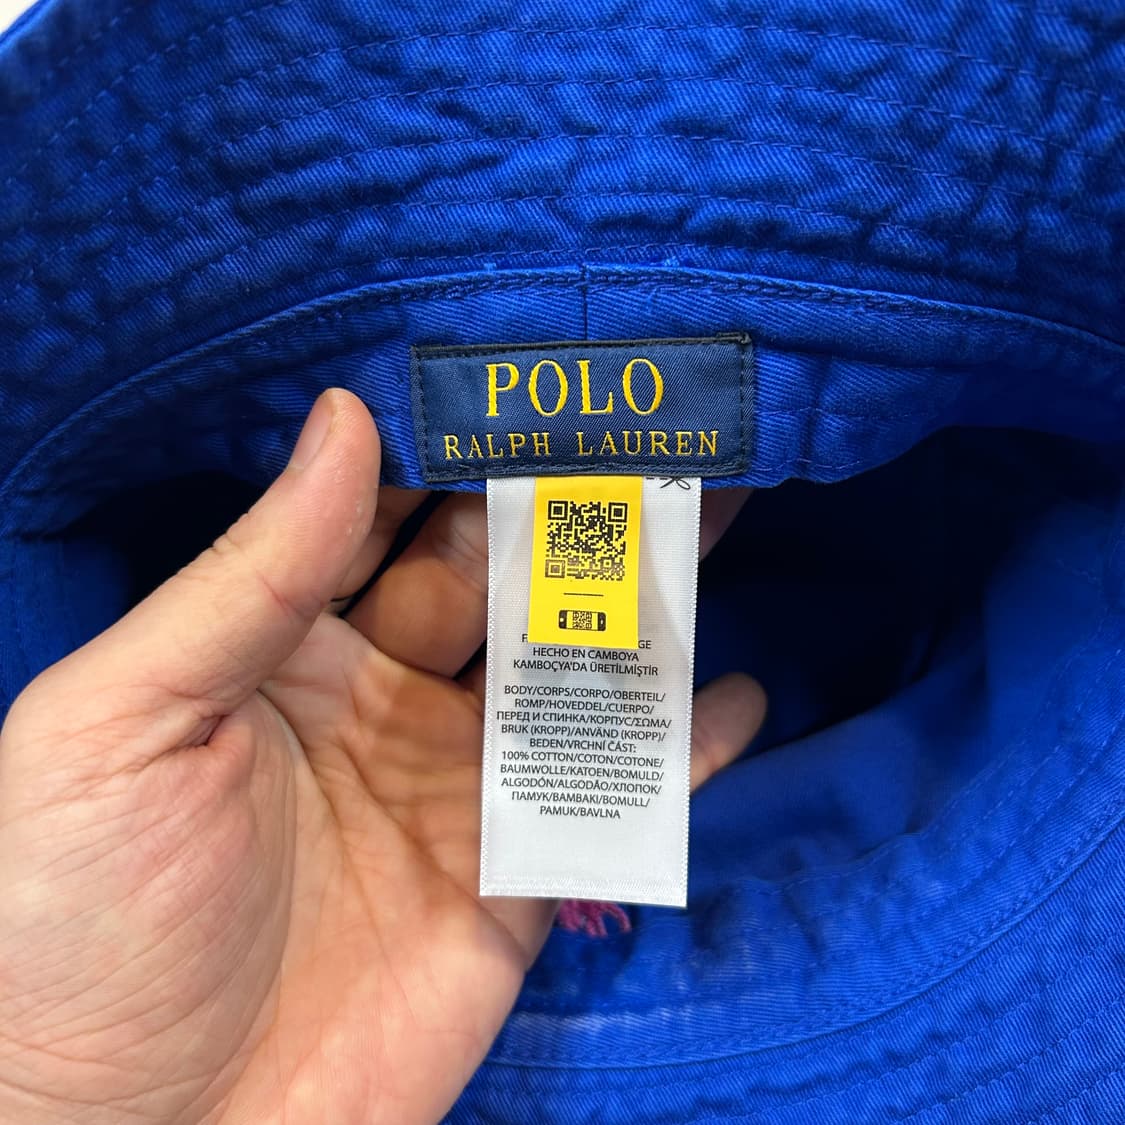 POLO
RALPH LAUREN
HECHO EN CAMBOYA
KAMBOÇYA'DA ÜRETİLMİŞTİR
BODY/CORPS/CORPO/OBERTEIL/
ROMP/HOVEDDEL/CUERPO/
ПЕРЕД И СПИНКА/КОРПУС/ΣΩΜΑ/
BRUK (KROPP)/ANVÄND (KROPP)/
BEDEN/VRCHNÍ ČÁST:
100% COTTON/COTON/COTONE/
BAUMWOLLE/KATOEN/BOMULD/
ALGODÓN/ALGODÃO/ХЛОПОК/
ПАМУК/ΒΑΜΒΑΚΙ/BOMULL/
PAMUK/BAVLNA